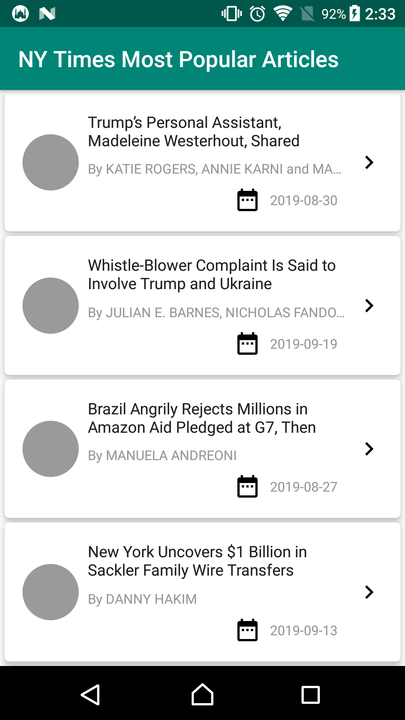 92% 2:33
NY Times Most Popular Articles
Trump's Personal Assistant,
Madeleine Westerhout, Shared
By KATIE ROGERS, ANNIE KARNI and MA...
2019-08-30
Whistle-Blower Complaint Is Said to
Involve Trump and Ukraine
By JULIAN E. BARNES, NICHOLAS FANDO...
2019-09-19
Brazil Angrily Rejects Millions in
Amazon Aid Pledged at G7, Then
By MANUELA ANDREONI
2019-08-27
New York Uncovers $1 Billion in
Sackler Family Wire Transfers
By DANNY HAKIM
2019-09-13